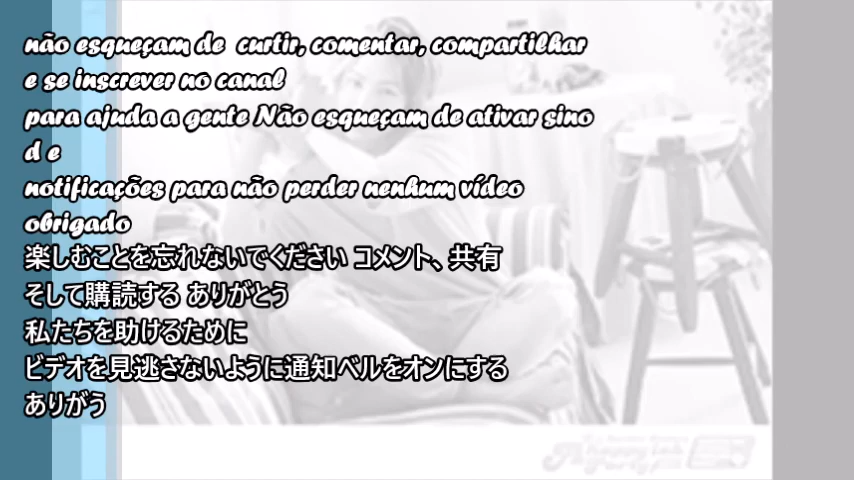 não esqueçam de curtir, comentar, compartilhar
e se inscrever no canal
para ajuda a gente Não esqueçam de ativar sino
d e
notificações para não perder nenhum vídeo
obrigado
楽しむことを忘れないでください コメント、共有
そして購読する ありがとう
私たちを助けるために
ビデオを見逃さないように通知ベルをオンにする
ありがう